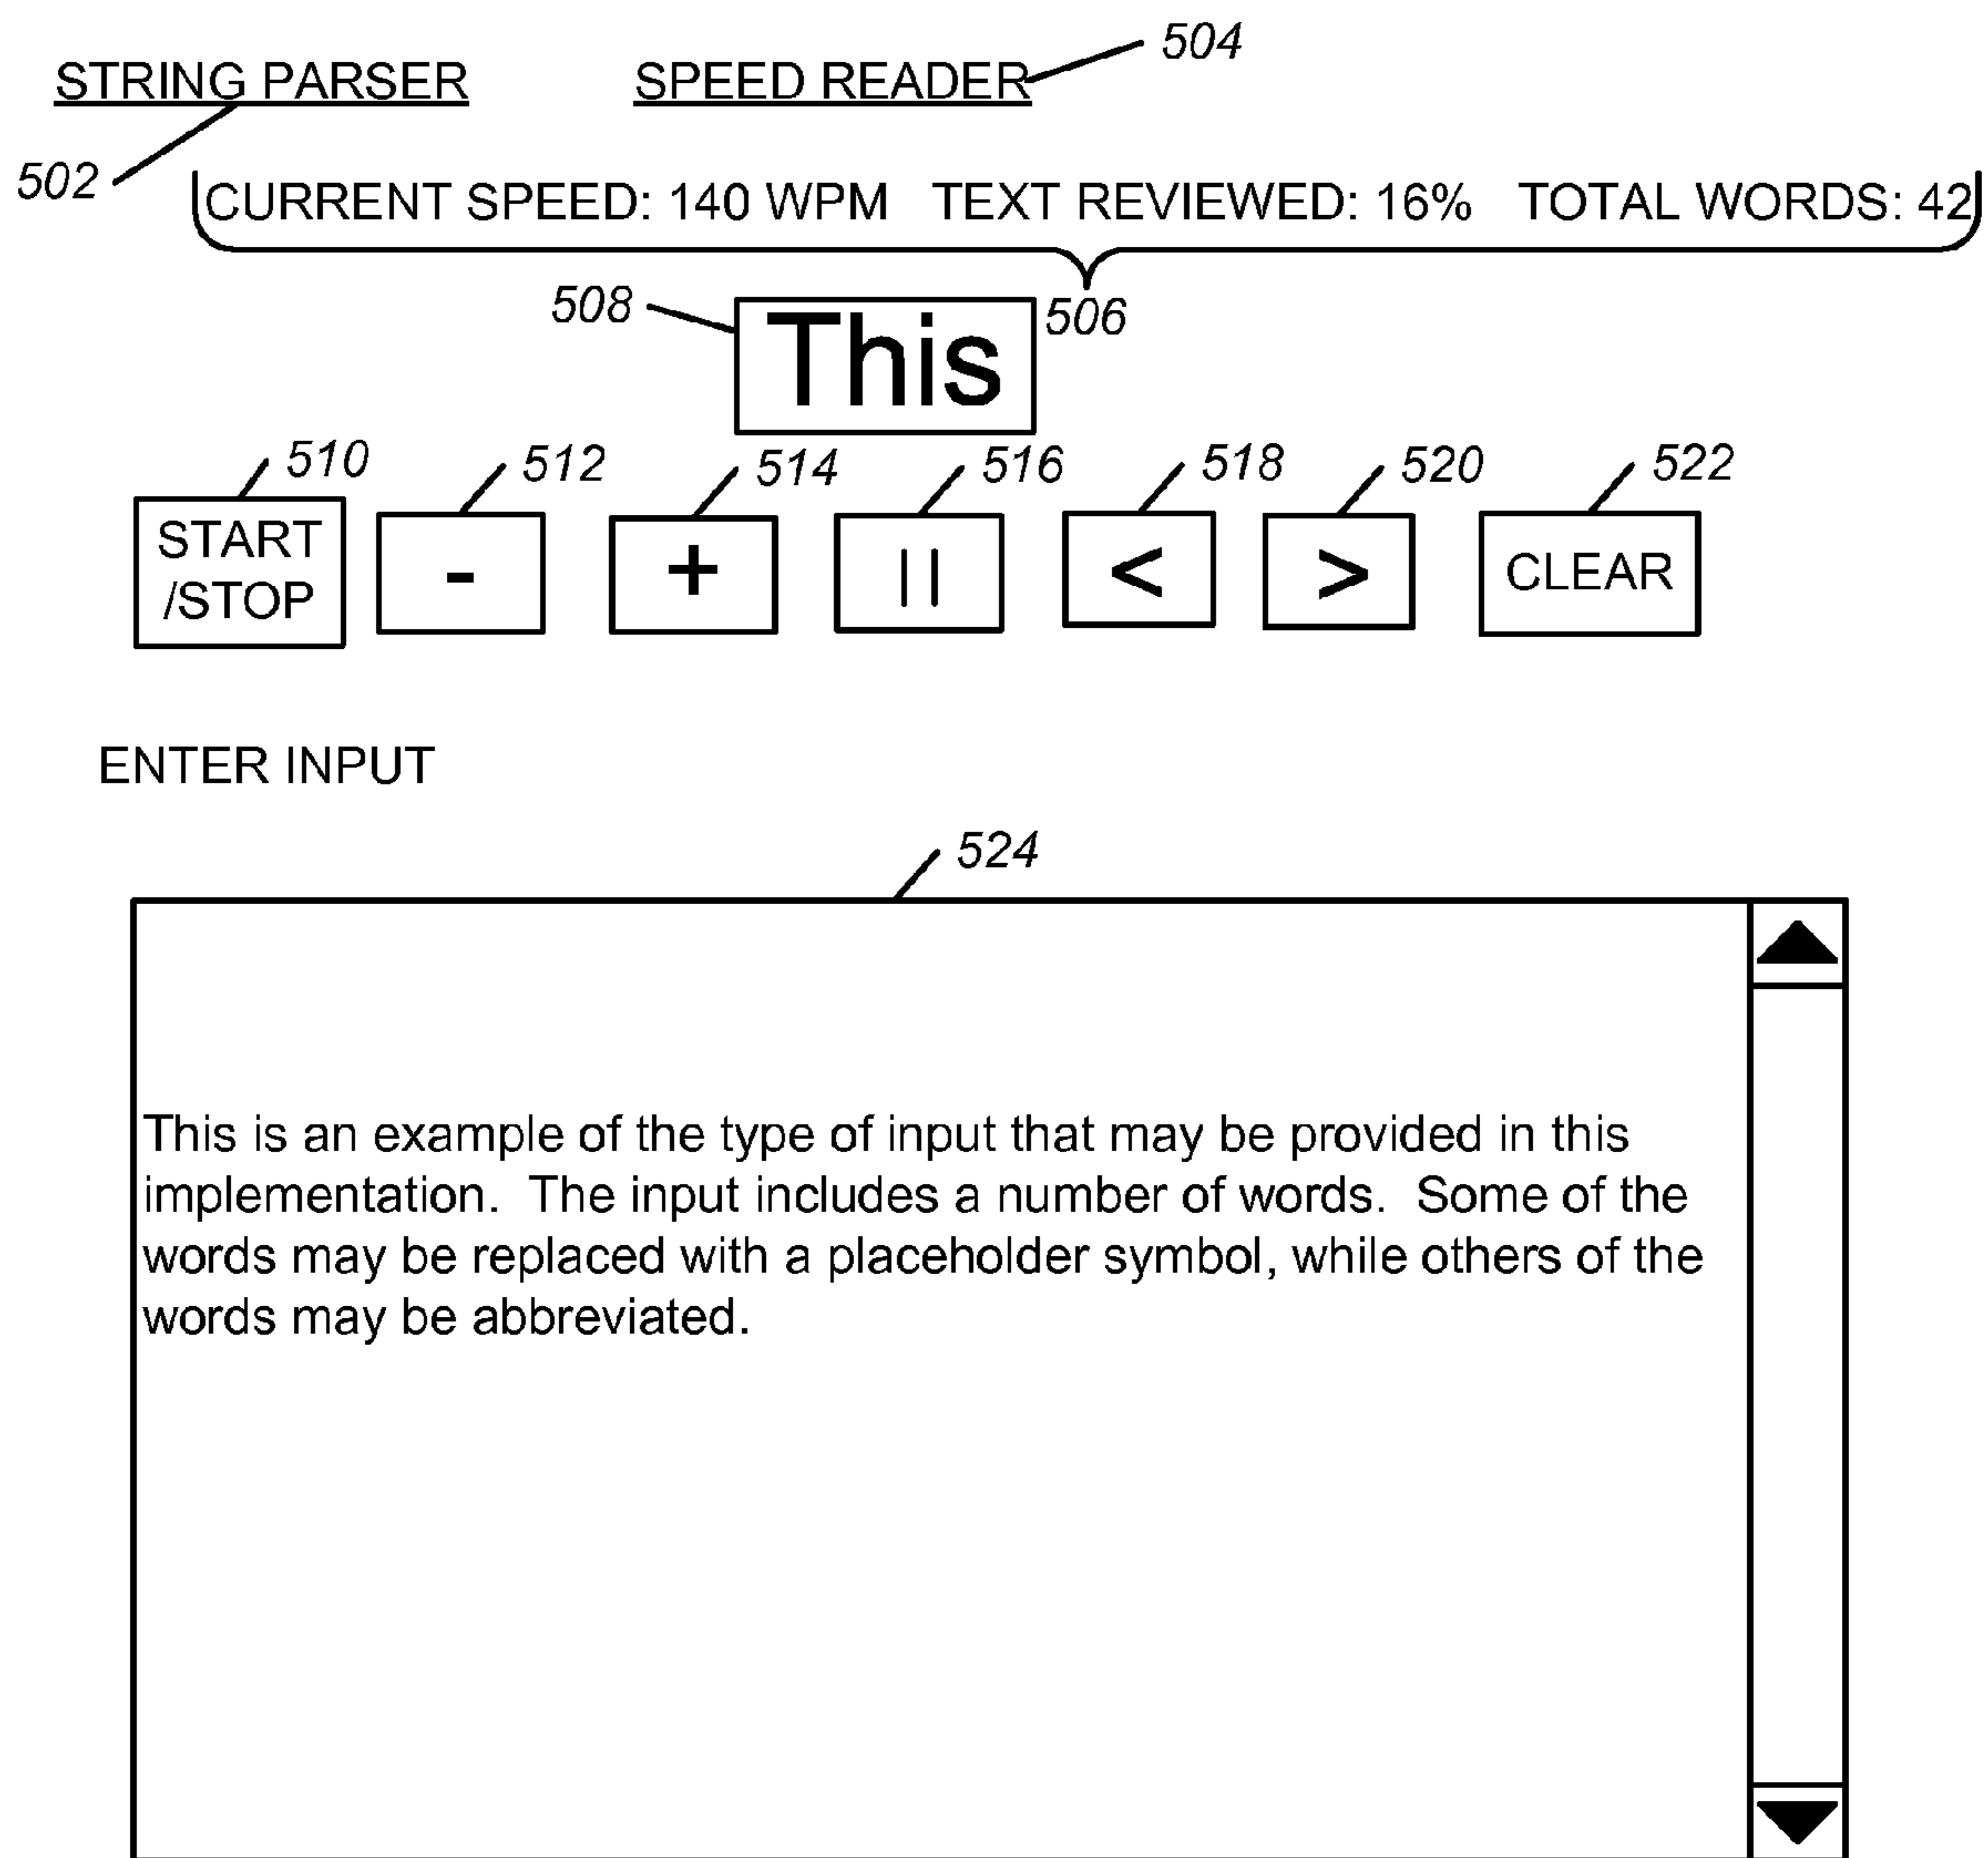 STRING PARSER SPEED READER 504
502 CURRENT SPEED: 140 WPM TEXT REVIEWED: 16% TOTAL WORDS: 42
508 This 506
510 512 514 516 518 520 522
START - + || < > CLEAR
/STOP
ENTER INPUT
524
This is an example of the type of input that may be provided in this
implementation. The input includes a number of words. Some of the
words may be replaced with a placeholder symbol, while others of the
words may be abbreviated.